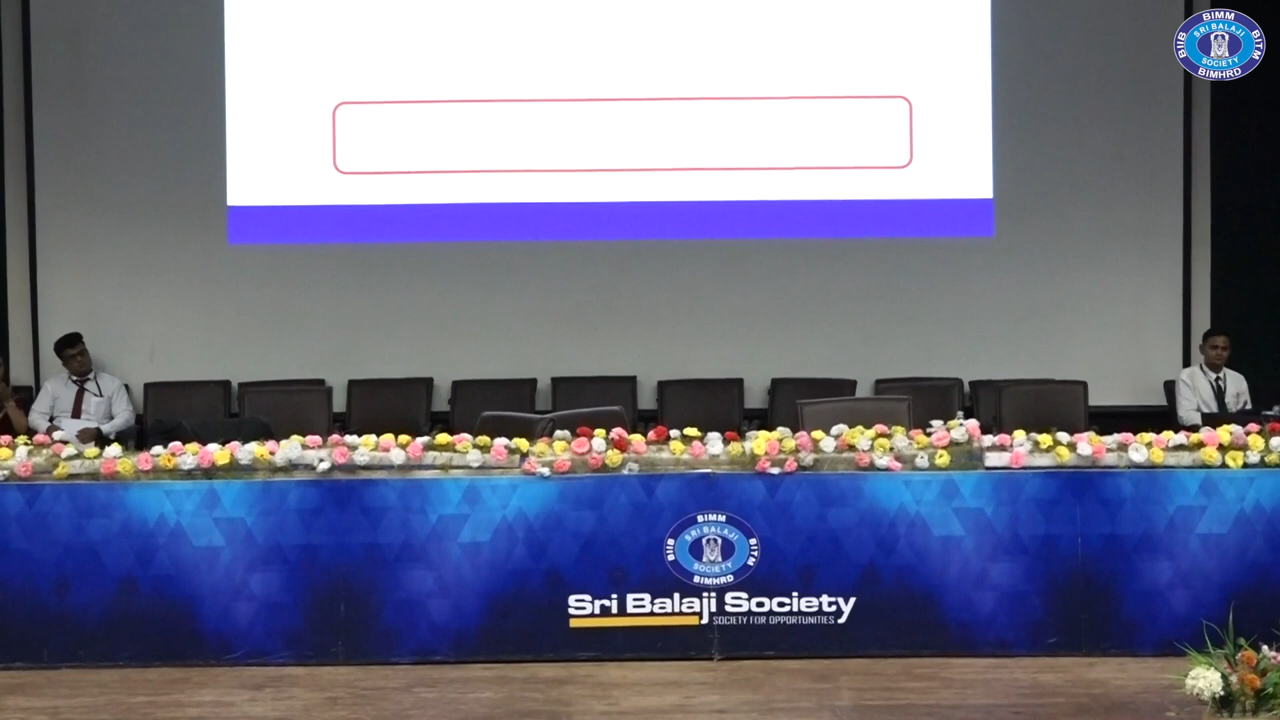 BIMM
SRI BALAJI
BIIB
BITM
SOCIETY
BIMHRD
BIMM
SRI BALAJI
BIIB
BITM
SOCIETY
BIMHRD
Sri Balaji Society
SOCIETY FOR OPPORTUNITIES